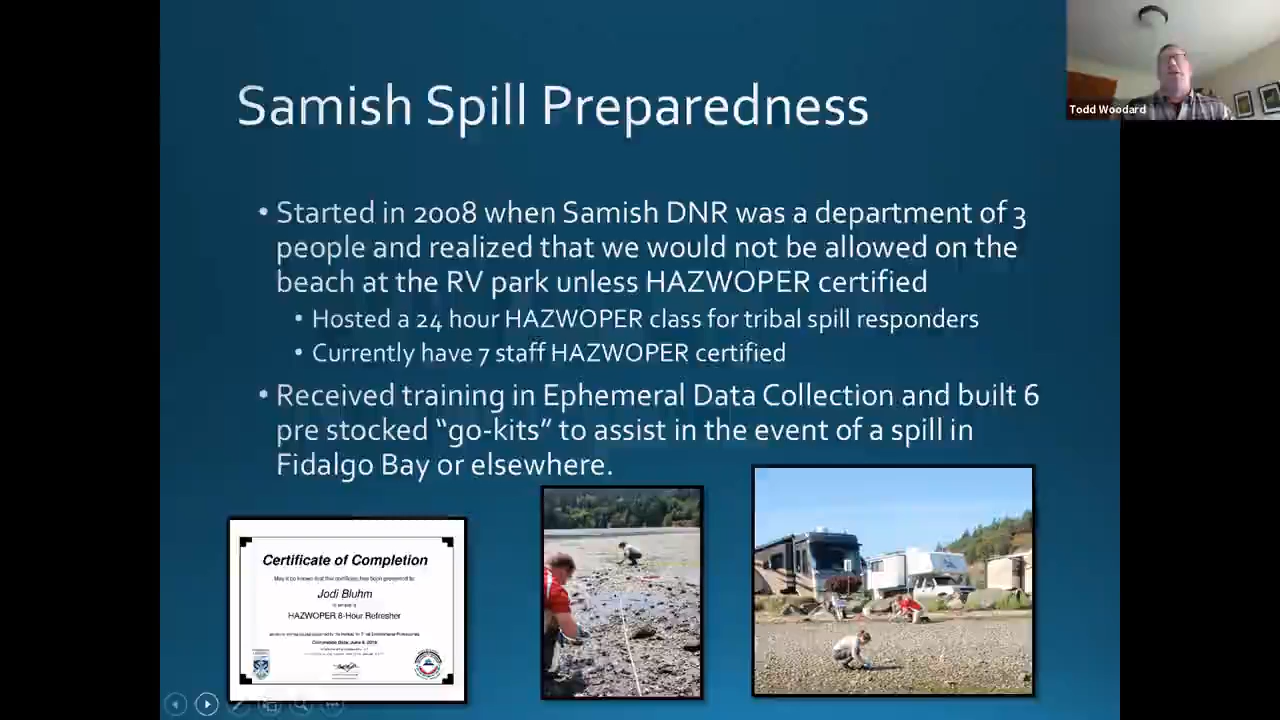 Samish Spill Preparedness
Todd Woodard
• Started in 2008 when Samish DNR was a department of 3
people and realized that we would not be allowed on the
beach at the RV park unless HAZWOPER certified
• Hosted a 24 hour HAZWOPER class for tribal spill responders
• Currently have 7 staff HAZWOPER certified
• Received training in Ephemeral Data Collection and built 6
pre stocked “go-kits” to assist in the event of a spill in
Fidalgo Bay or elsewhere.
Certificate of Completion
Jodi Bluhm
HAZWOPER 8-Hour Refresher